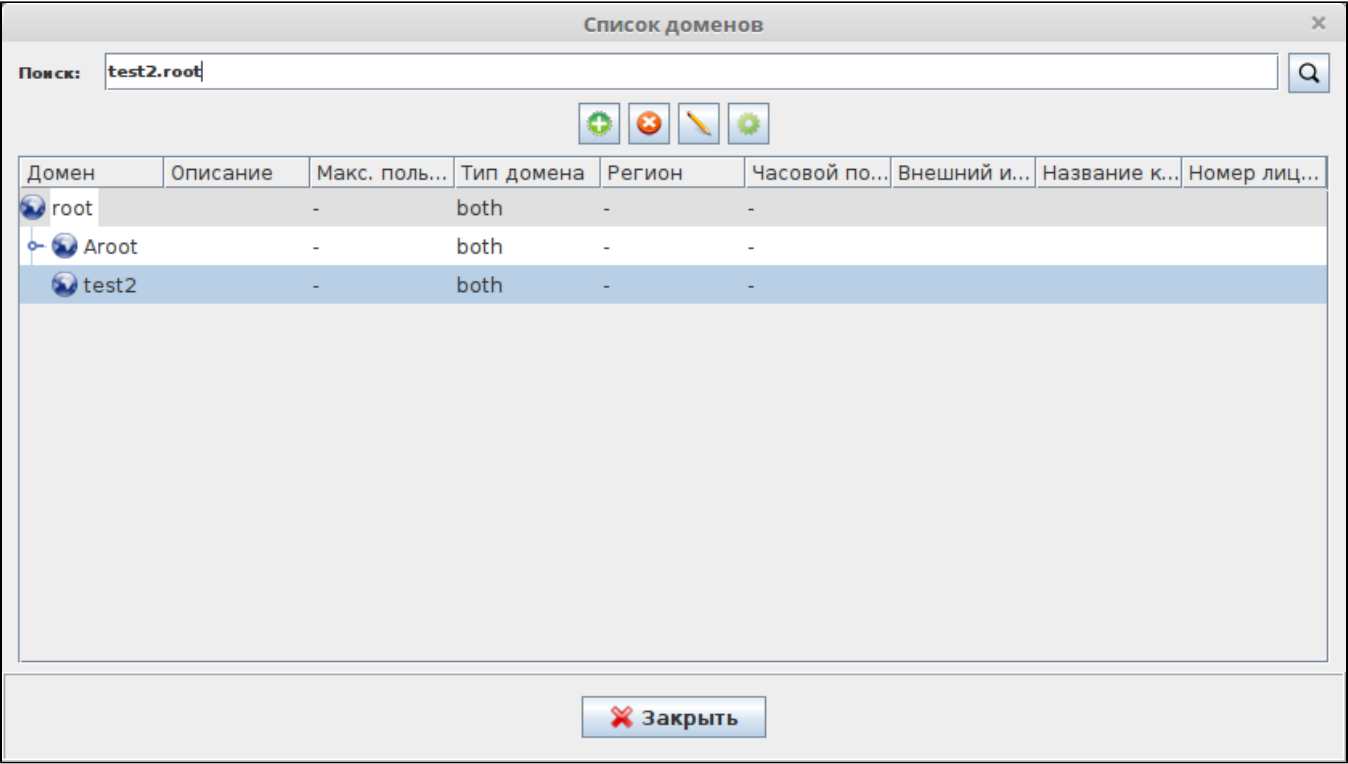 Список доменов
Поиск: test2.root
Домен Описание Макс. поль... Тип домена Регион Часовой по... Внешний и... Название к... Номер лиц...
root - both - -
Aroot - both - -
test2 - both - -
Закрыть